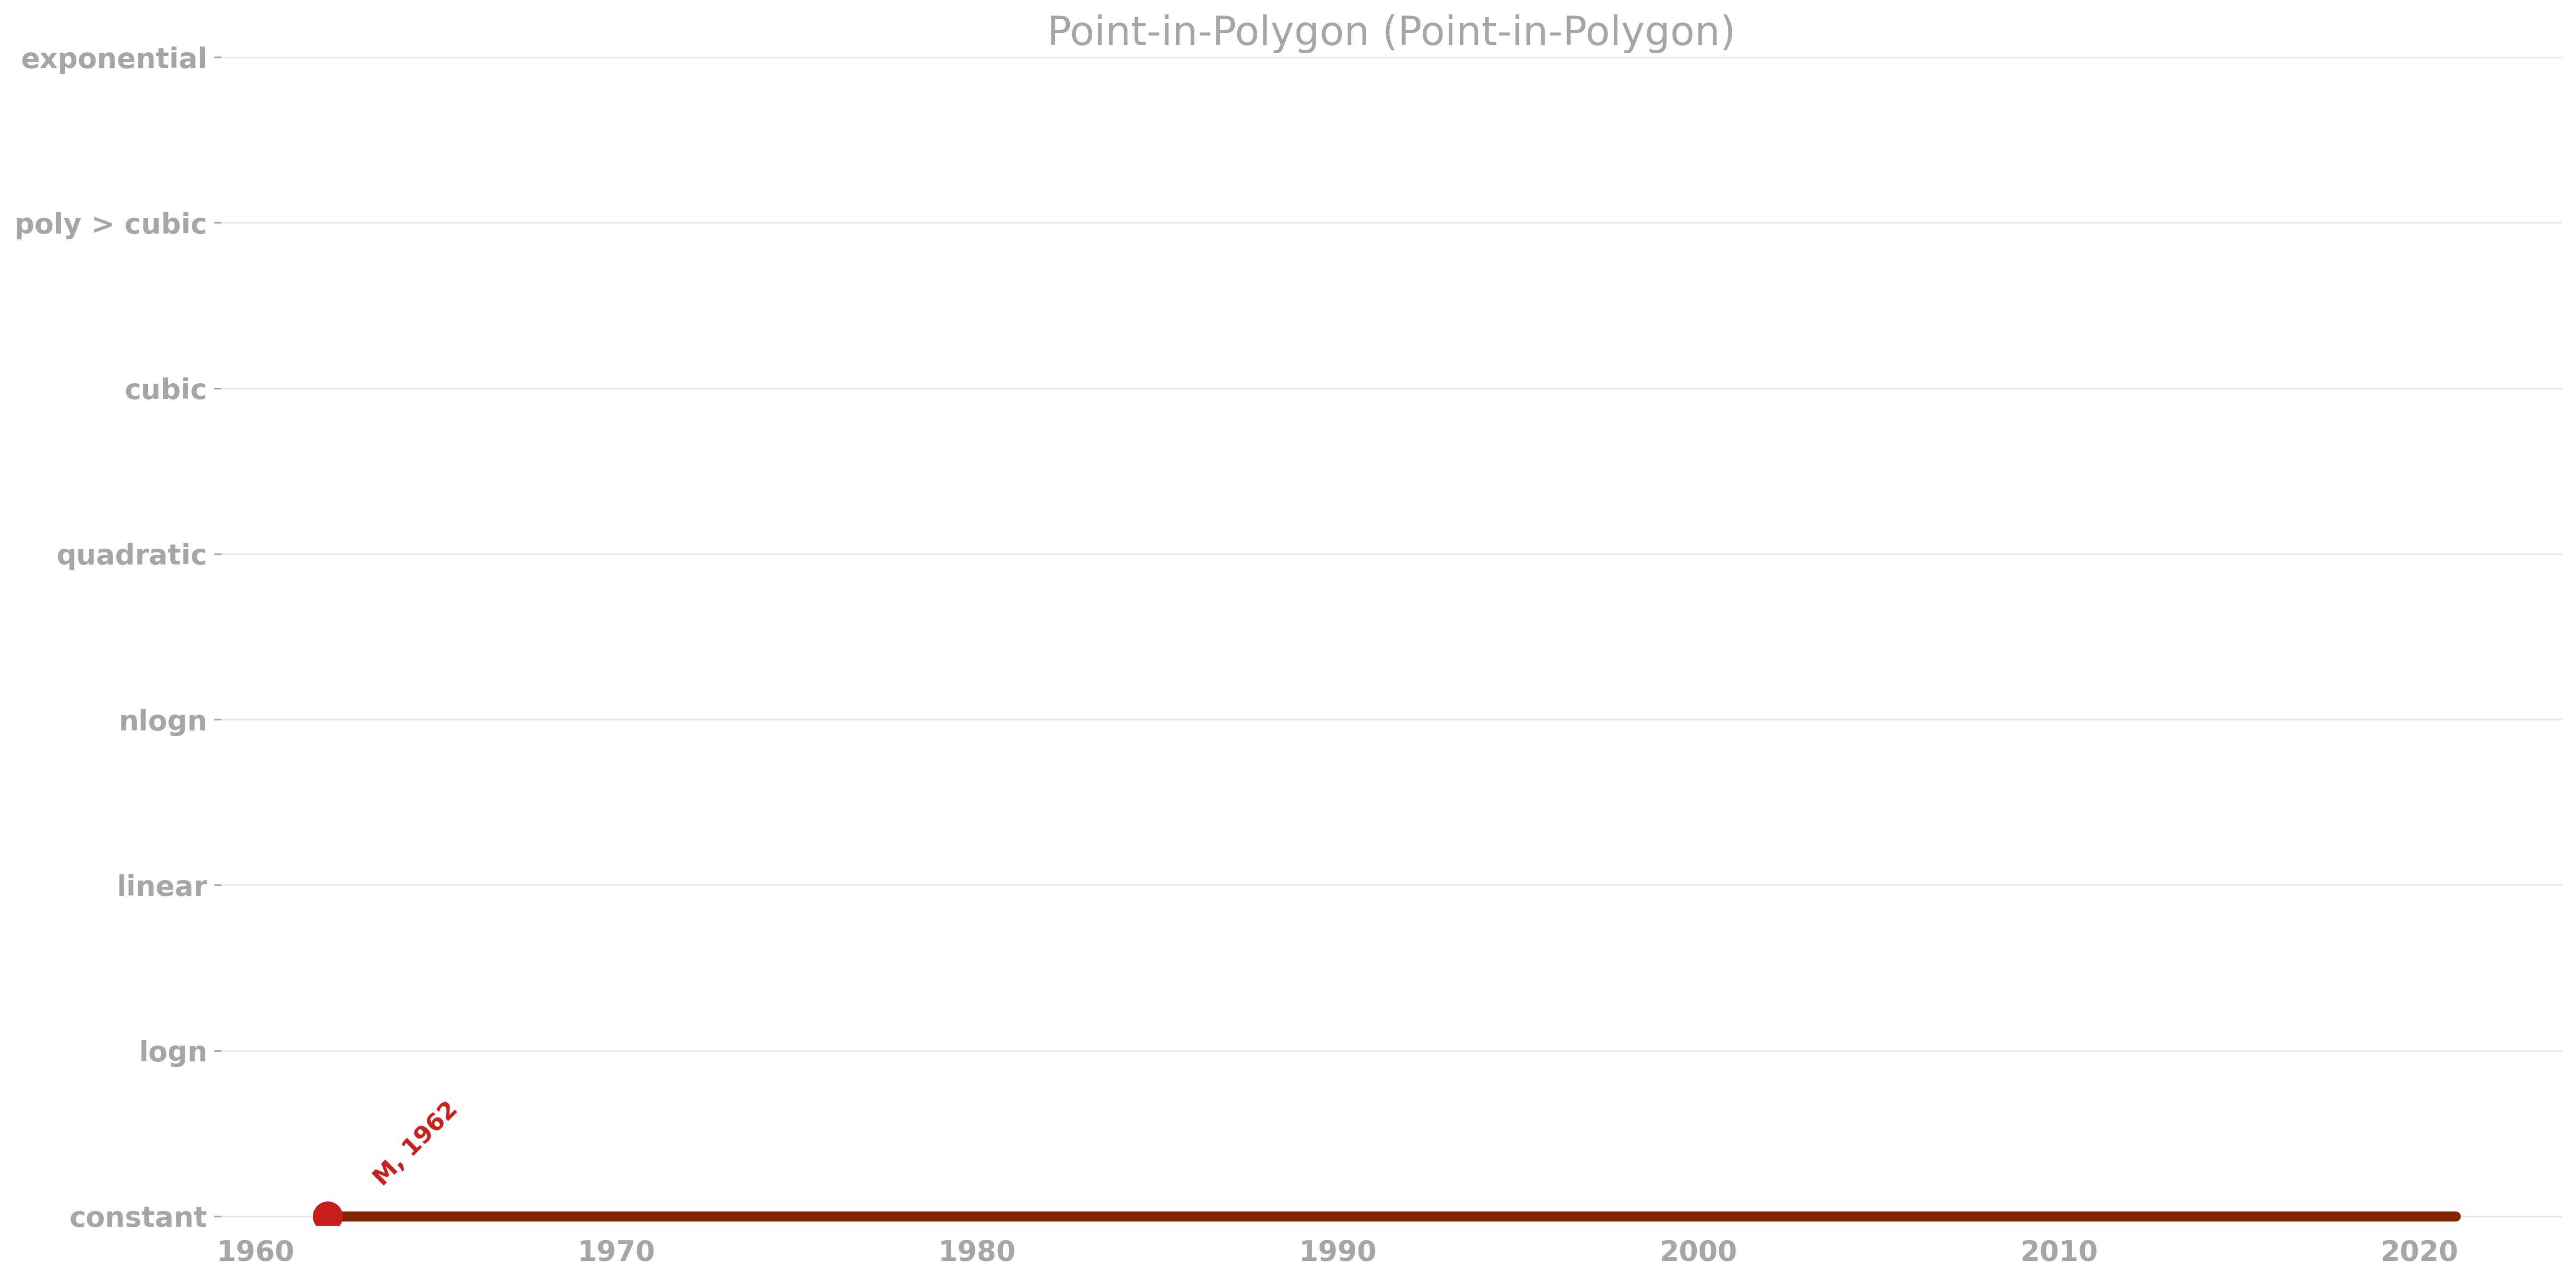 Point-in-Polygon (Point-in-Polygon)
exponential
poly > cubic
cubic
quadratic
nlogn
linear
logn
M, 1962
constant
1960 1970 1980 1990 2000 2010 2020